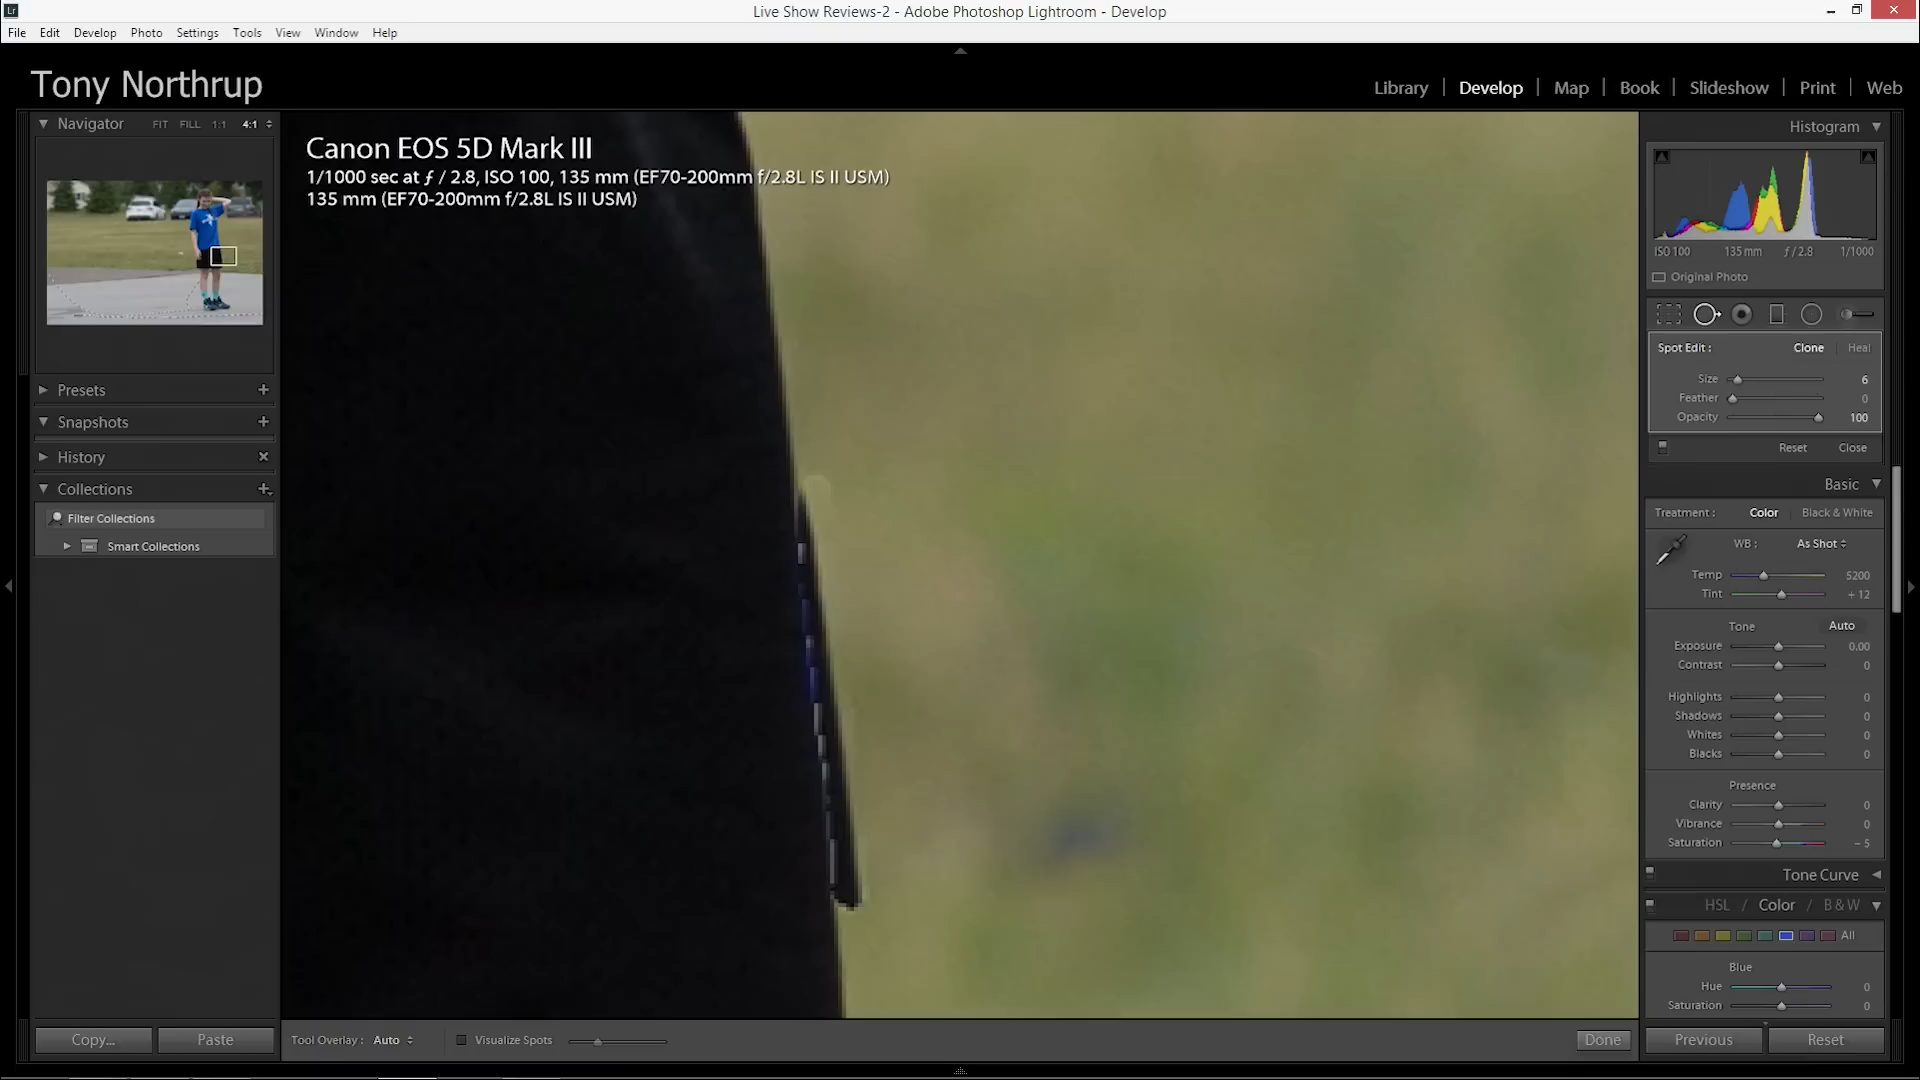 Live Show Reviews-2 - Adobe Photoshop Lightroom - Develop
File Edit Develop Photo Settings Tools View Window Help
Tony Northrup
Library | Develop | Map | Book | Slideshow | Print | Web
Navigator FIT FILL 1:1 4:1
Canon EOS 5D Mark III
1/1000 sec at ƒ / 2.8, ISO 100, 135 mm (EF70-200mm f/2.8L IS II USM)
135 mm (EF70-200mm f/2.8L IS II USM)
Presets
Snapshots
History
Collections
Filter Collections
Smart Collections
Copy... Paste
Tool Overlay : Auto Visualize Spots Done
Histogram
ISO 100 135 mm ƒ / 2.8 1/1000
Original Photo
Spot Edit : Clone Heal
Size 6
Feather 0
Opacity 100
Reset Close
Basic
Treatment : Color Black & White
WB : As Shot
Temp 5200
Tint + 12
Tone Auto
Exposure 0.00
Contrast 0
Highlights 0
Shadows 0
Whites 0
Blacks 0
Presence
Clarity 0
Vibrance 0
Saturation - 5
Tone Curve
HSL / Color / B & W
All
Blue
Hue 0
Saturation 0
Previous Reset